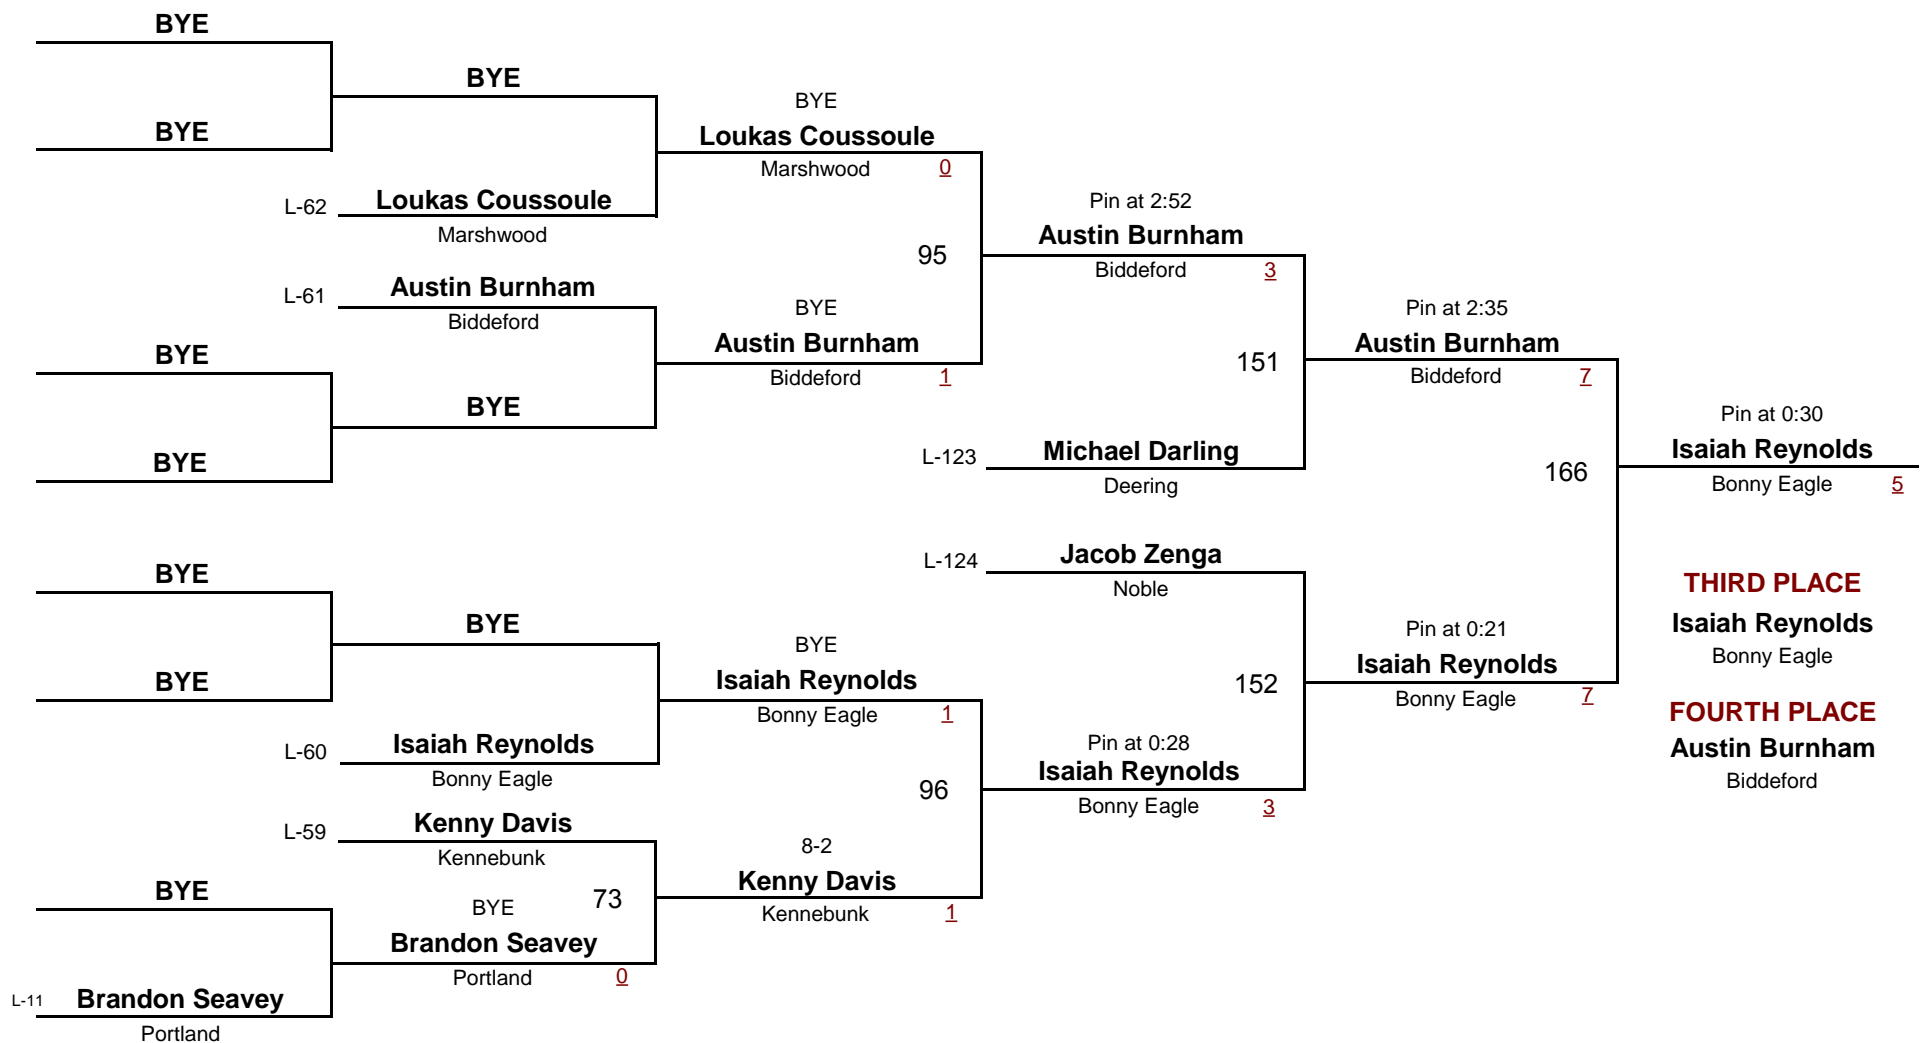 BYE
BYE
BYE
BYE
Loukas Coussoule
Marshwood
0
L-62
Loukas Coussoule
Marshwood
95
Pin at 2:52
Austin Burnham
Biddeford
3
L-61
Austin Burnham
Biddeford
BYE
Austin Burnham
Biddeford
1
BYE
BYE
BYE
151
Pin at 2:35
Austin Burnham
Biddeford
7
L-123
Michael Darling
Deering
166
Pin at 0:30
Isaiah Reynolds
Bonny Eagle
5
L-124
Jacob Zenga
Noble
BYE
BYE
BYE
BYE
Isaiah Reynolds
Bonny Eagle
1
152
Pin at 0:21
Isaiah Reynolds
Bonny Eagle
7
THIRD PLACE
Isaiah Reynolds
Bonny Eagle
FOURTH PLACE
Austin Burnham
Biddeford
L-60
Isaiah Reynolds
Bonny Eagle
96
Pin at 0:28
Isaiah Reynolds
Bonny Eagle
3
L-59
Kenny Davis
Kennebunk
73
8-2
Kenny Davis
Kennebunk
1
BYE
BYE
Brandon Seavey
Portland
0
L-11
Brandon Seavey
Portland